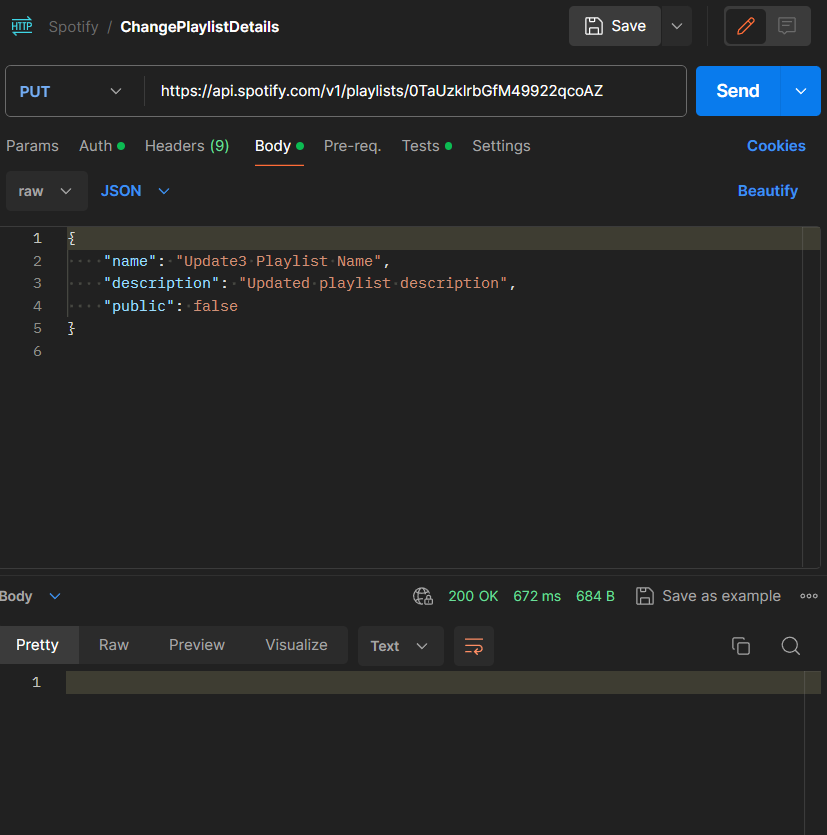 HTTP Spotify / ChangePlaylistDetails Save
PUT https://api.spotify.com/v1/playlists/0TaUzklrbGfM49922qcoAZ Send
Params Auth Headers (9) Body Pre-req. Tests Settings Cookies
raw JSON Beautify
1 {
2 "name": "Update3 Playlist Name",
3 "description": "Updated playlist description",
4 "public": false
5 }
6
Body 200 OK 672 ms 684 B Save as example
Pretty Raw Preview Visualize Text
1